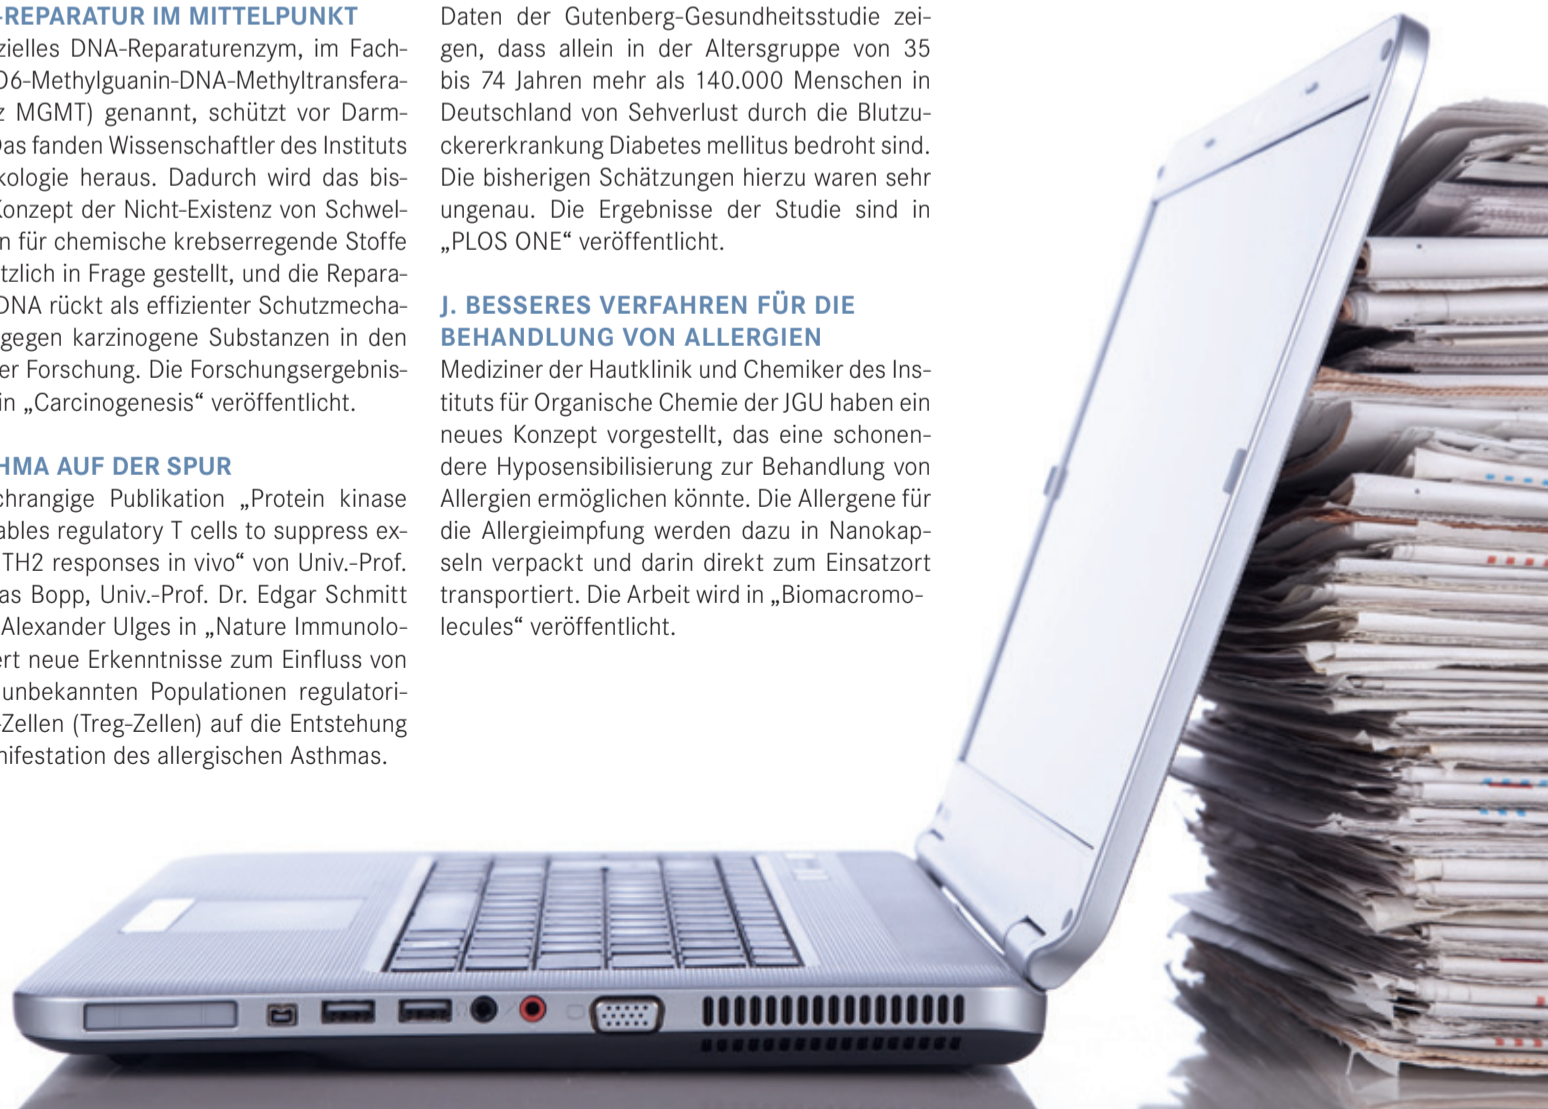 -REPARATUR IM MITTELPUNKT
zielles DNA-Reparaturenzym, im Fach-
O6-Methylguanin-DNA-Methyltransfera-
z MGMT) genannt, schützt vor Darm-
Das fanden Wissenschaftler des Instituts
kologie heraus. Dadurch wird das bis-
Konzept der Nicht-Existenz von Schwel-
n für chemische krebserregende Stoffe
tzlich in Frage gestellt, und die Repara-
DNA rückt als effizienter Schutzmecha-
gegen karzinogene Substanzen in den
er Forschung. Die Forschungsergebnis-
in „Carcinogenesis“ veröffentlicht.
HMA AUF DER SPUR
chrangige Publikation „Protein kinase
ables regulatory T cells to suppress ex-
TH2 responses in vivo“ von Univ.-Prof.
as Bopp, Univ.-Prof. Dr. Edgar Schmitt
Alexander Ulges in „Nature Immunolo-
ert neue Erkenntnisse zum Einfluss von
unbekannten Populationen regulatori-
-Zellen (Treg-Zellen) auf die Entstehung
nifestation des allergischen Asthmas.
Daten der Gutenberg-Gesundheitsstudie zei-
gen, dass allein in der Altersgruppe von 35
bis 74 Jahren mehr als 140.000 Menschen in
Deutschland von Sehverlust durch die Blutzu-
ckererkrankung Diabetes mellitus bedroht sind.
Die bisherigen Schätzungen hierzu waren sehr
ungenau. Die Ergebnisse der Studie sind in
„PLOS ONE“ veröffentlicht.
J. BESSERES VERFAHREN FÜR DIE
BEHANDLUNG VON ALLERGIEN
Mediziner der Hautklinik und Chemiker des Ins-
tituts für Organische Chemie der JGU haben ein
neues Konzept vorgestellt, das eine schonen-
dere Hyposensibilisierung zur Behandlung von
Allergien ermöglichen könnte. Die Allergene für
die Allergieimpfung werden dazu in Nanokap-
seln verpackt und darin direkt zum Einsatzort
transportiert. Die Arbeit wird in „Biomacromo-
lecules“ veröffentlicht.